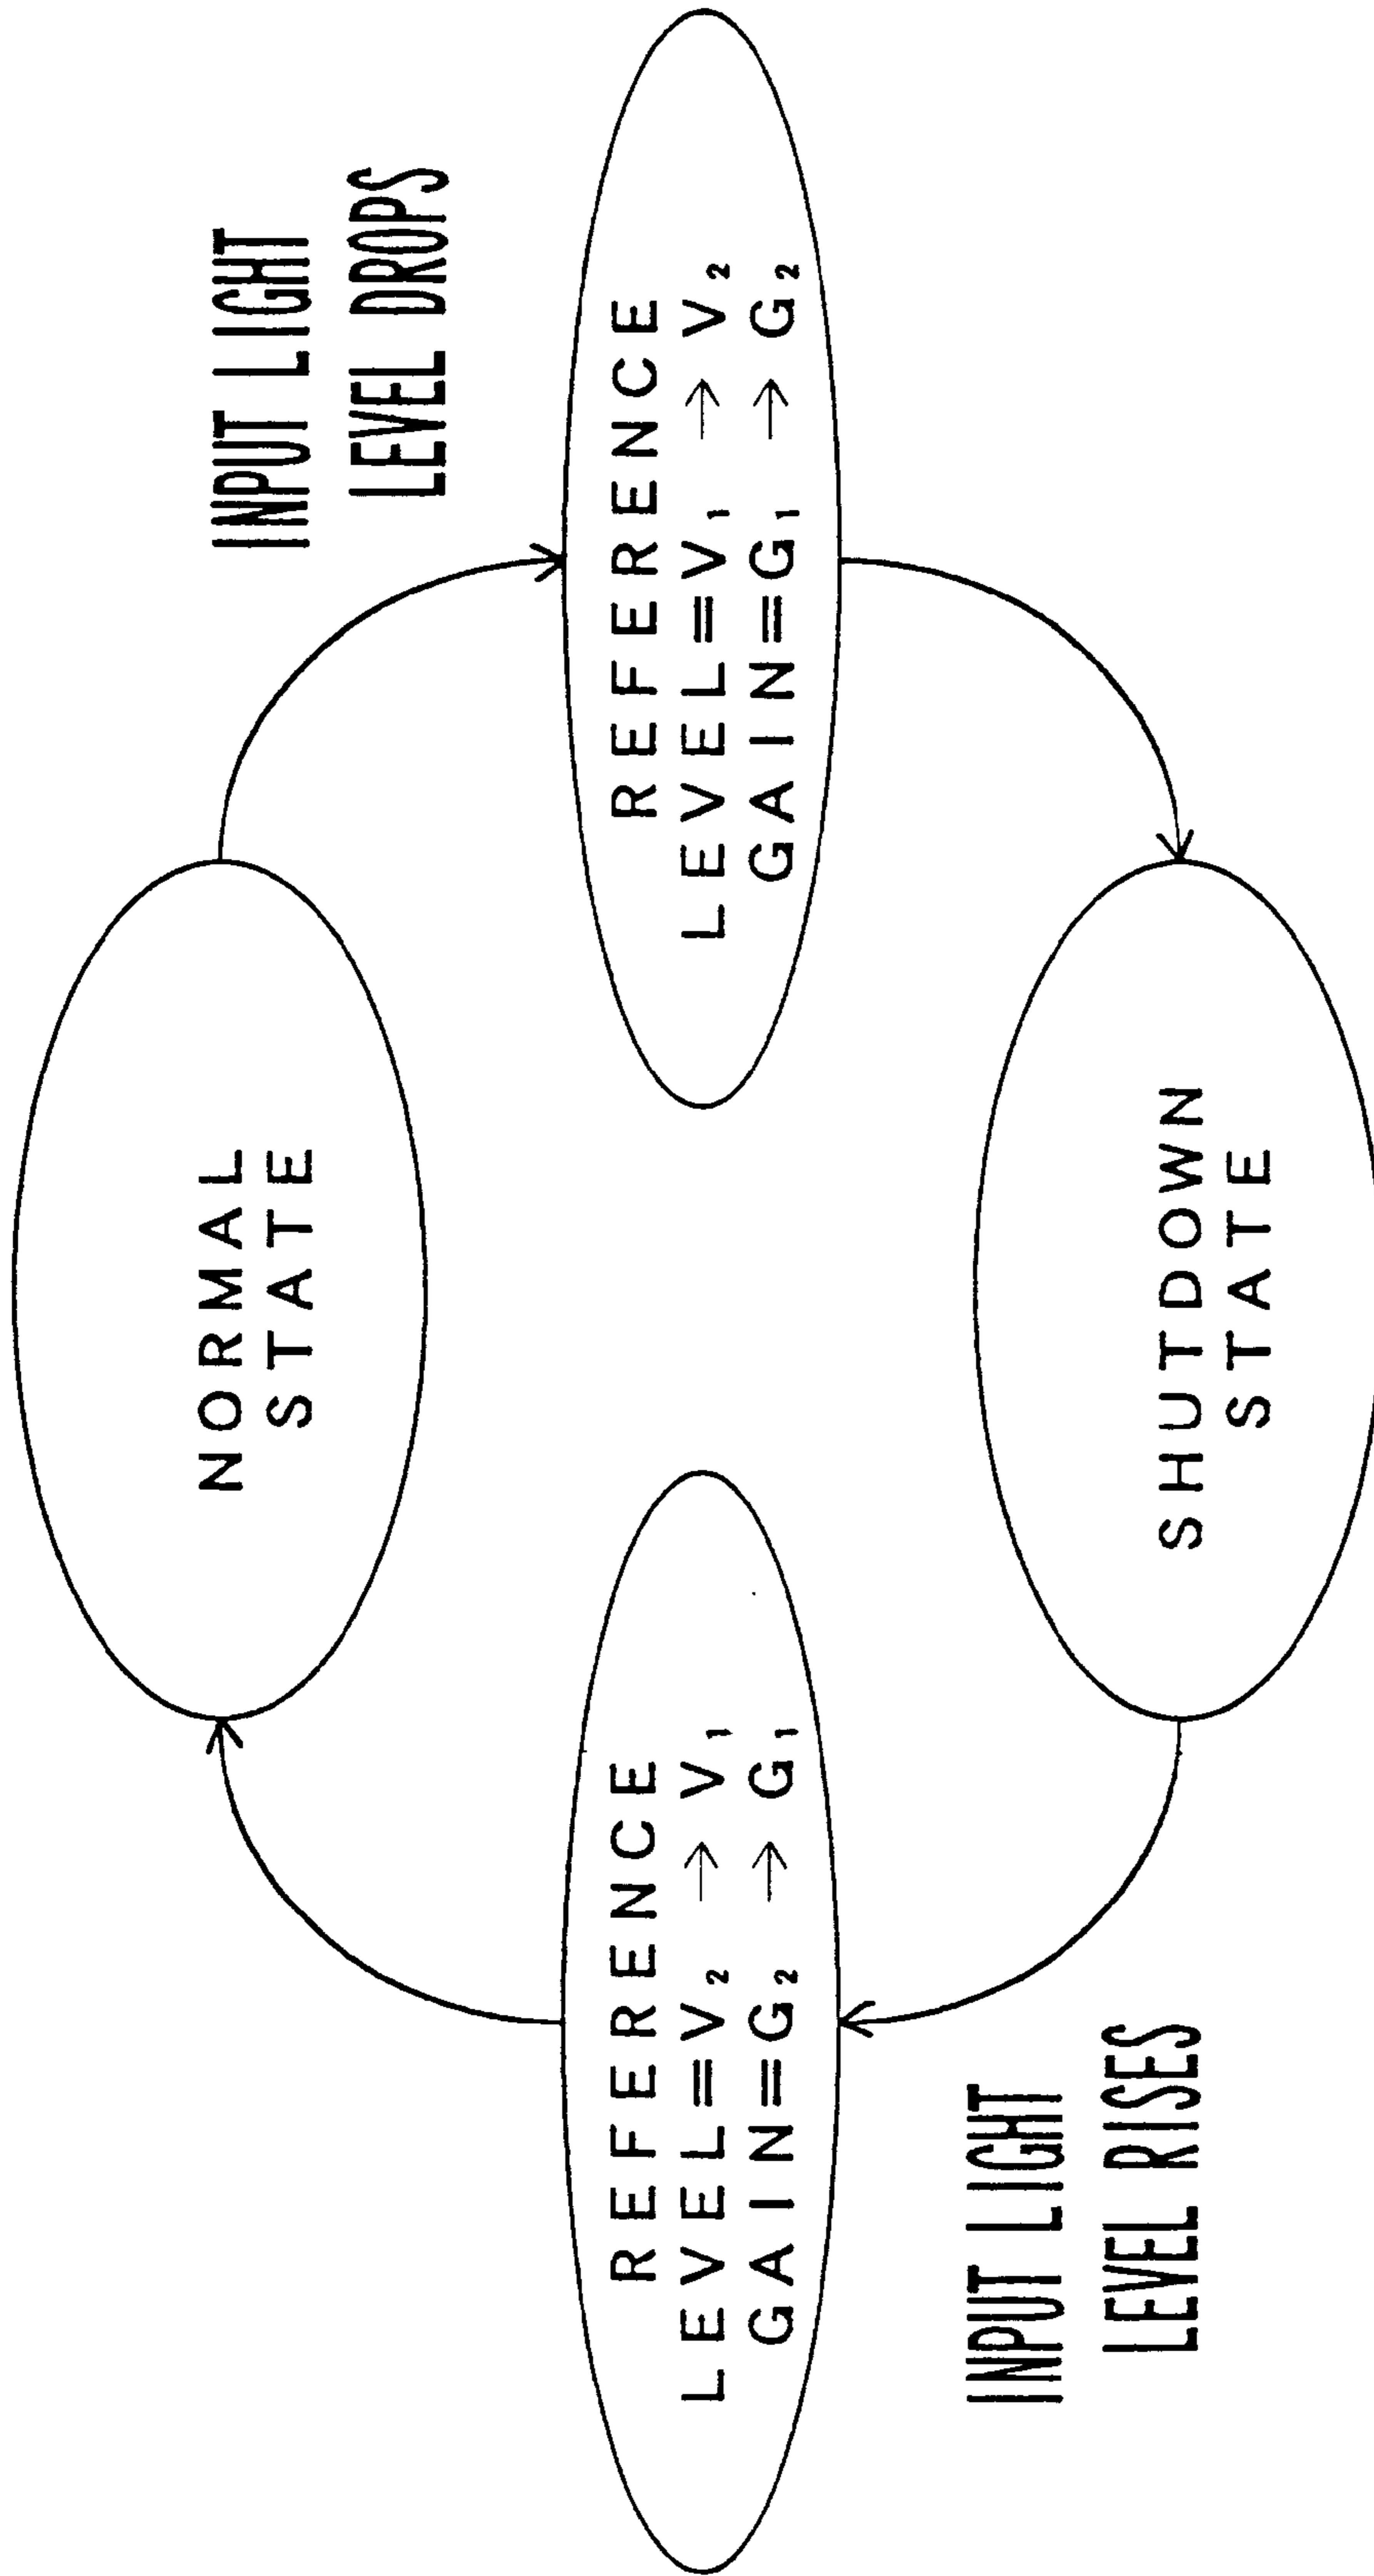 NORMAL
STATE
INPUT LIGHT
LEVEL DROPS
REFERENCE
LEVEL=V₂ → V₁
GAIN=G₂ → G₁
REFERENCE
LEVEL=V₁ → V₂
GAIN=G₁ → G₂
INPUT LIGHT
LEVEL RISES
SHUTDOWN
STATE